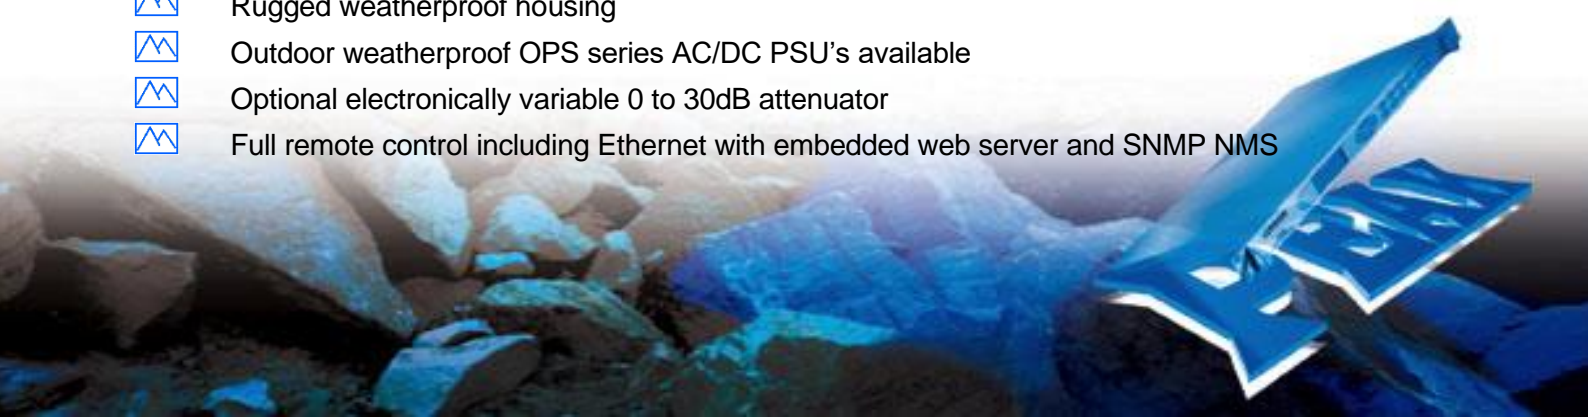 Rugged weatherproof housing
Outdoor weatherproof OPS series AC/DC PSU’s available
Optional electronically variable 0 to 30dB attenuator
Full remote control including Ethernet with embedded web server and SNMP NMS
PEAK